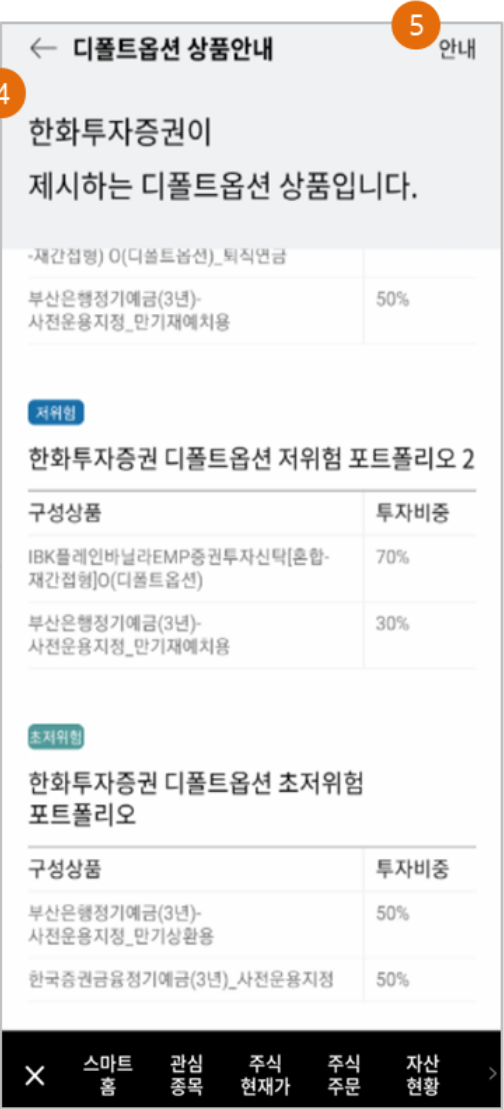 5
← 디폴트옵션 상품안내 안내
4
한화투자증권이
제시하는 디폴트옵션 상품입니다.
-재간접형) O(디폴트옵션)_퇴직연금
부산은행정기예금(3년)- 50%
사전운용지정_만기재예치용
저위험
한화투자증권 디폴트옵션 저위험 포트폴리오 2
구성상품 투자비중
IBK플레인바닐라EMP증권투자신탁[혼합- 70%
재간접형]O(디폴트옵션)
부산은행정기예금(3년)- 30%
사전운용지정_만기재예치용
초저위험
한화투자증권 디폴트옵션 초저위험
포트폴리오
구성상품 투자비중
부산은행정기예금(3년)- 50%
사전운용지정_만기상환용
한국증권금융정기예금(3년)_사전운용지정 50%
스마트 관심 주식 주식 자산
홈 종목 현재가 주문 현황